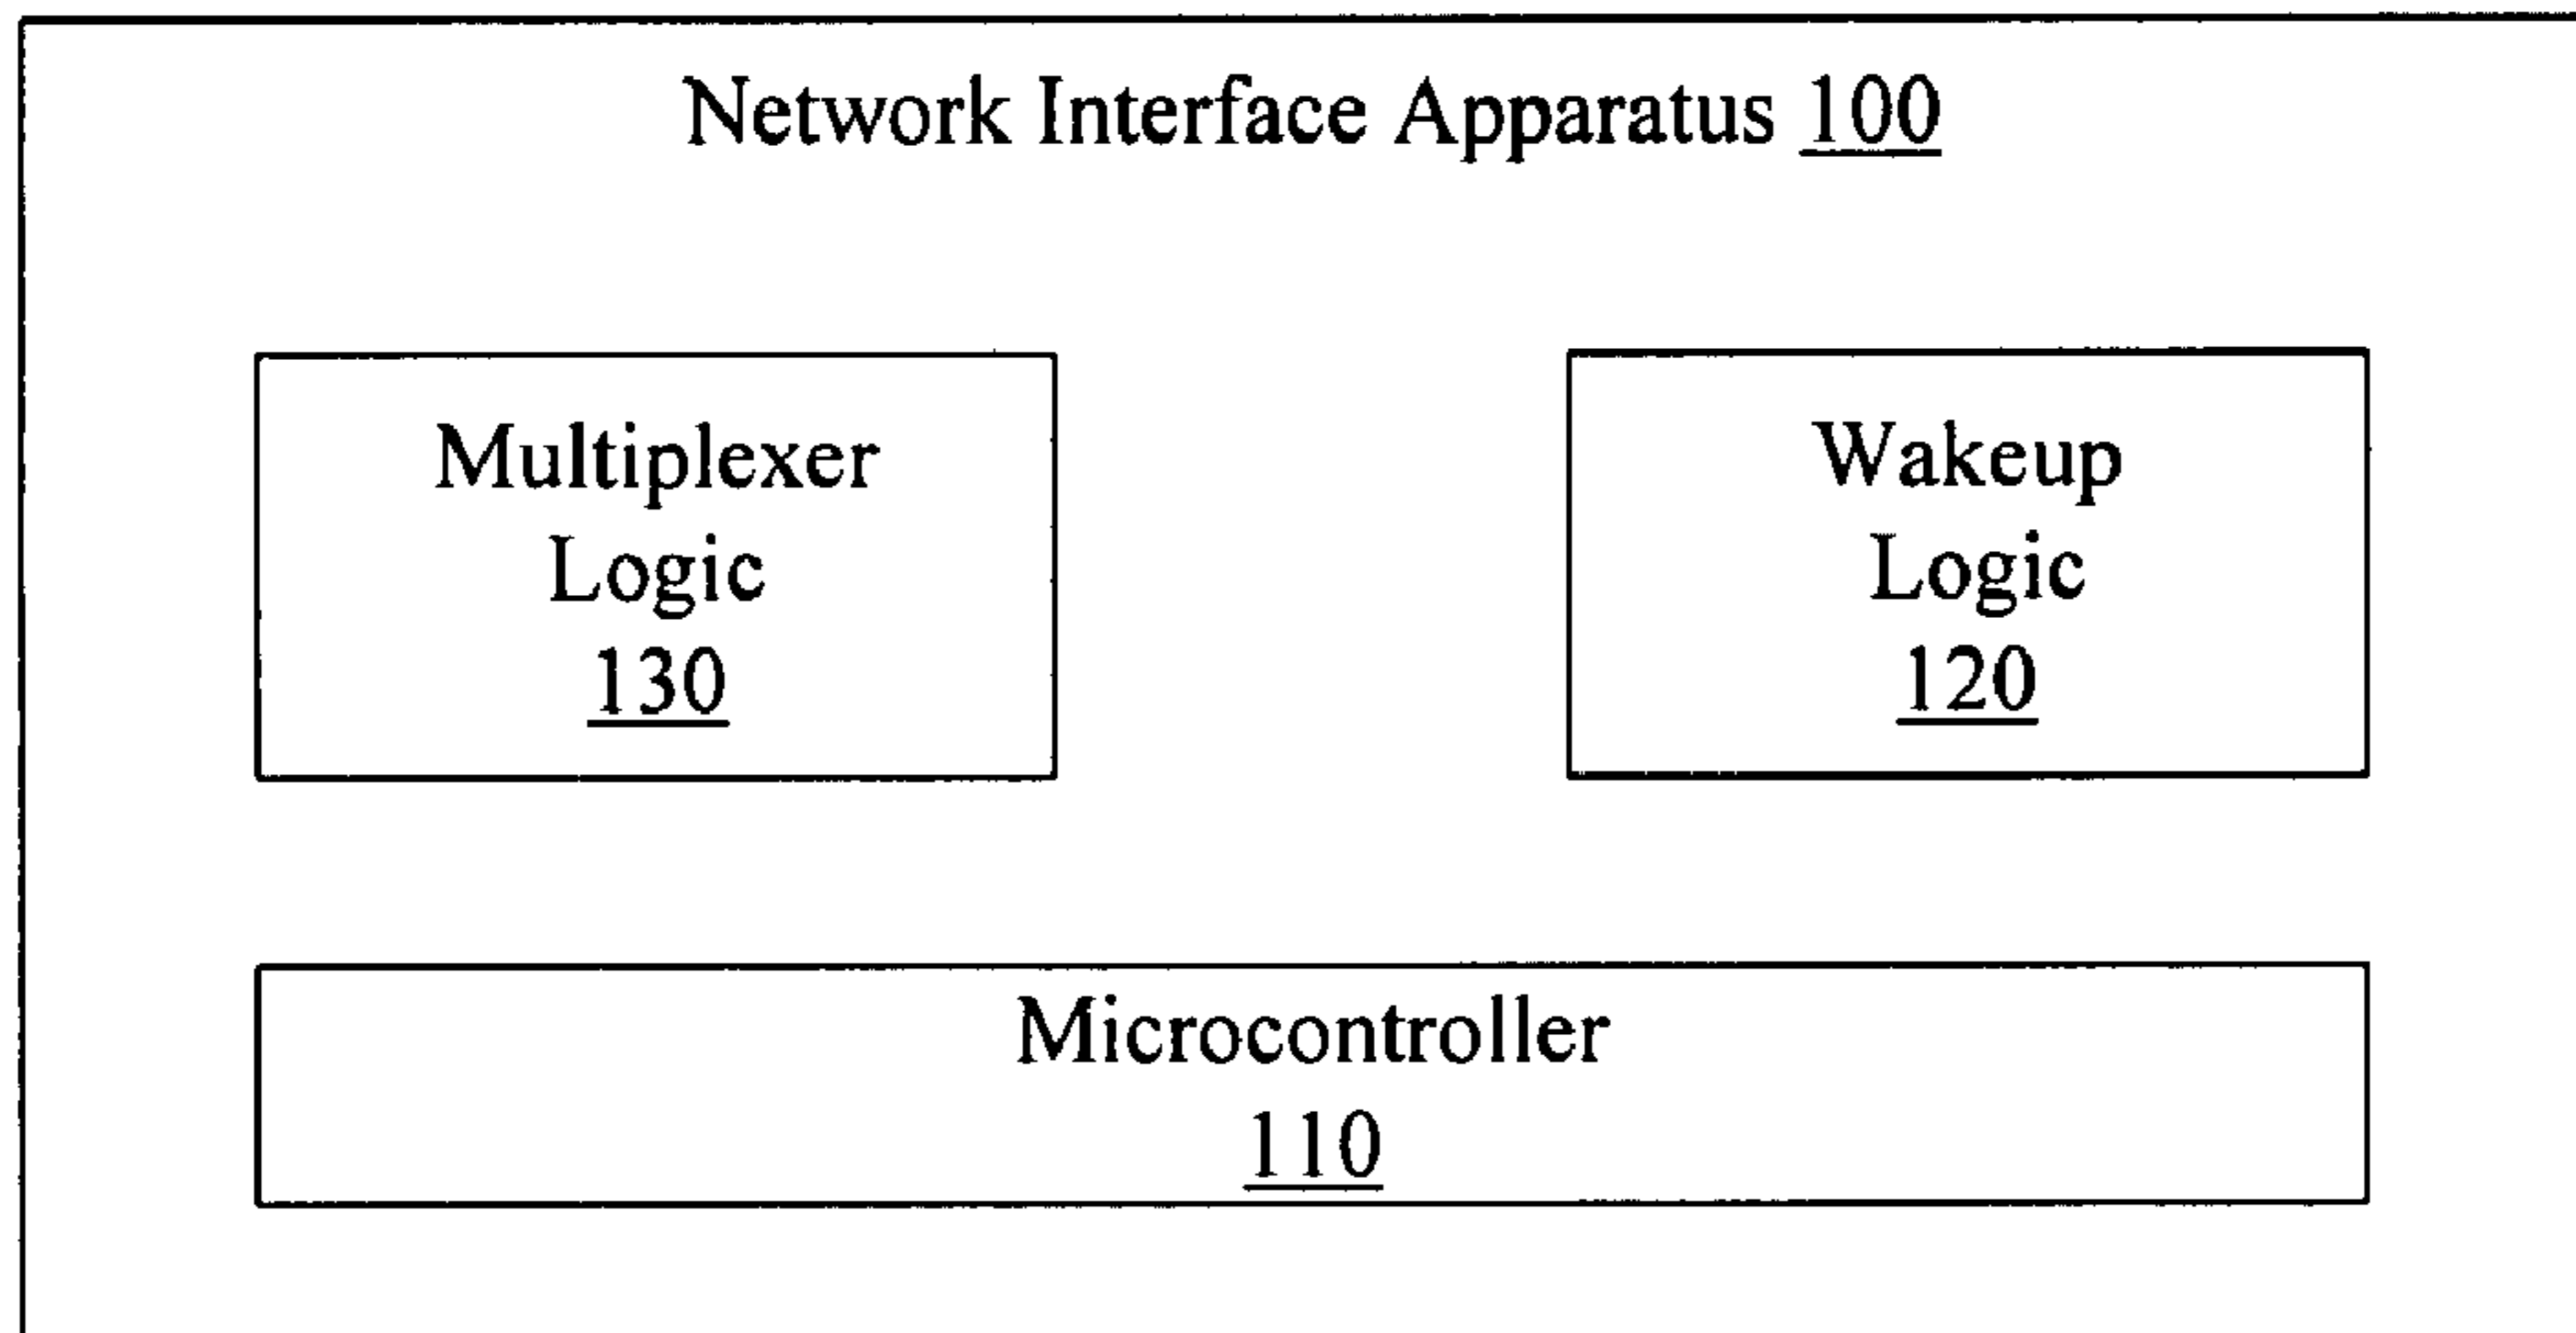 Network Interface Apparatus 100
Multiplexer
Logic
130
Wakeup
Logic
120
Microcontroller
110